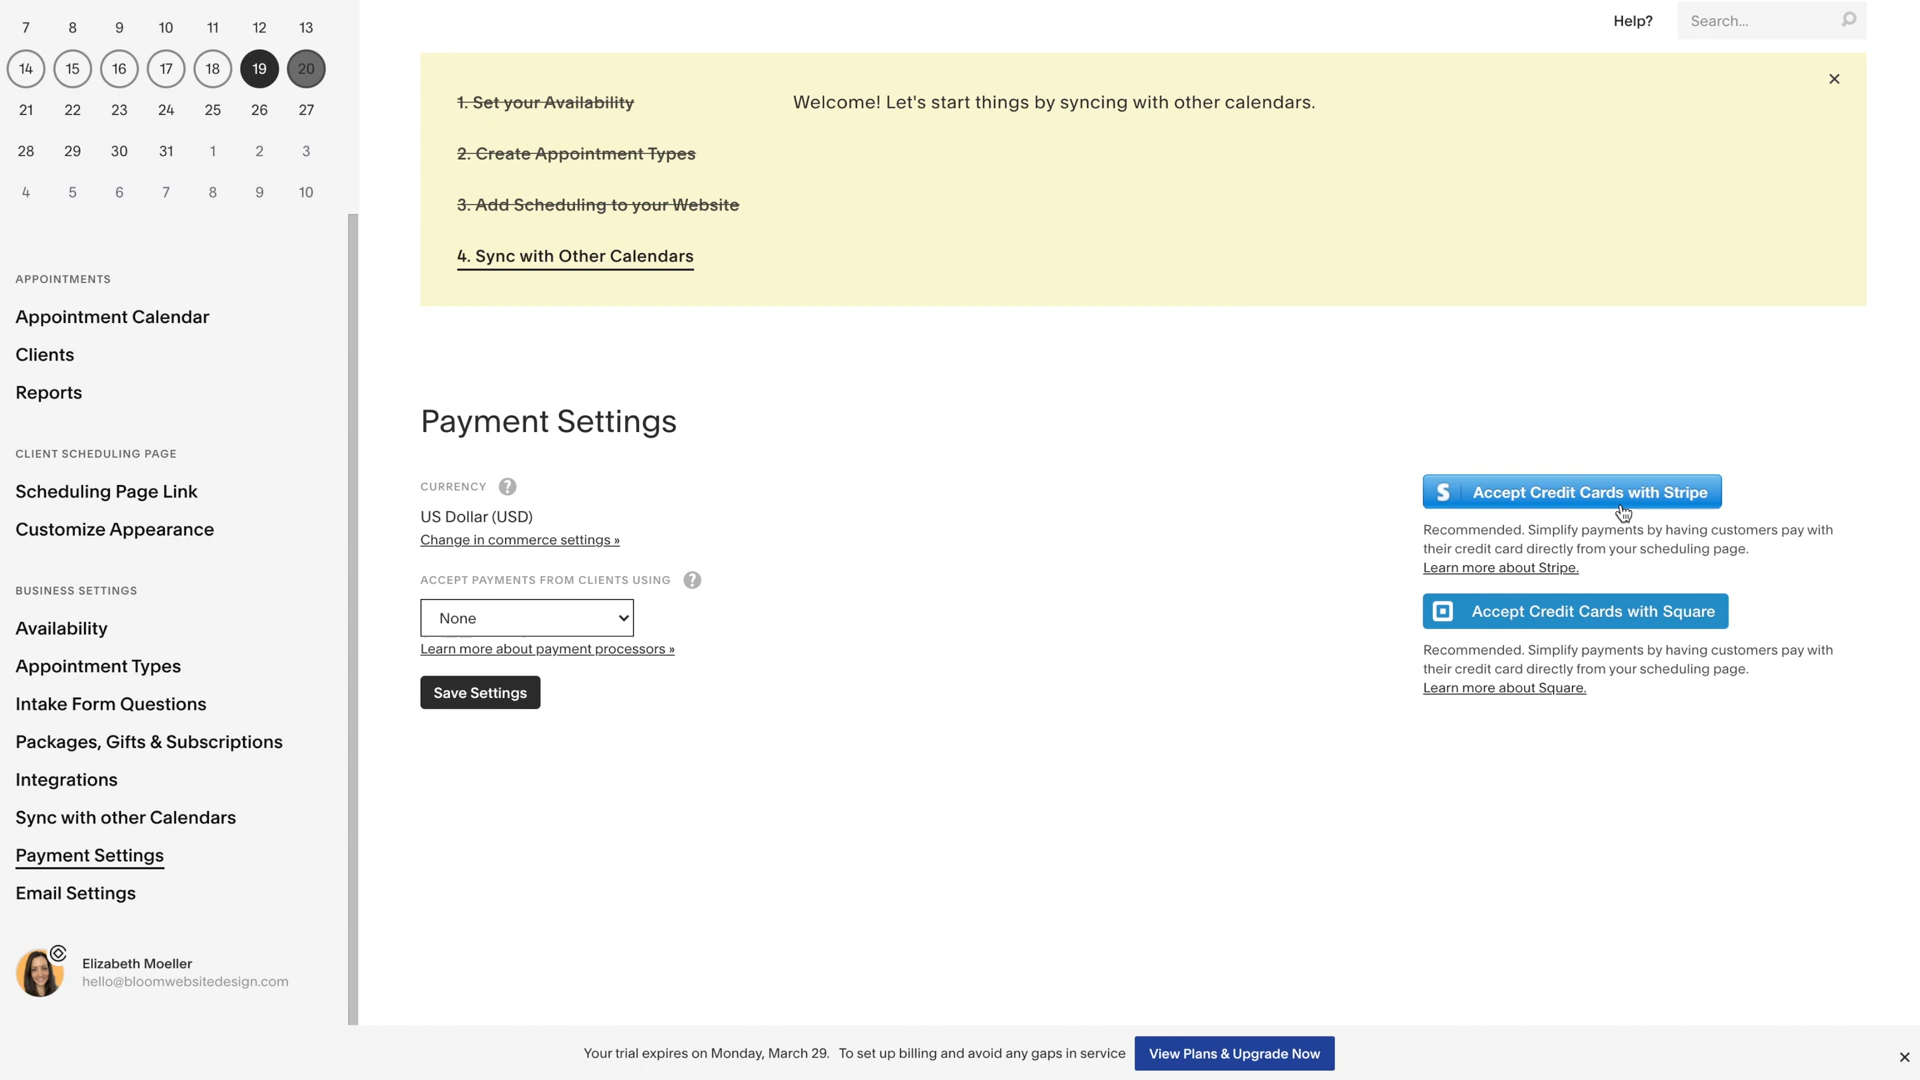 7 8 9 10 11 12 13
14 15 16 17 18 19 20
21 22 23 24 25 26 27
28 29 30 31 1 2 3
4 5 6 7 8 9 10
APPOINTMENTS
Appointment Calendar
Clients
Reports
CLIENT SCHEDULING PAGE
Scheduling Page Link
Customize Appearance
BUSINESS SETTINGS
Availability
Appointment Types
Intake Form Questions
Packages, Gifts & Subscriptions
Integrations
Sync with other Calendars
Payment Settings
Email Settings
Elizabeth Moeller
hello@bloomwebsitedesign.com
Help?
Search...
1. Set your Availability
2. Create Appointment Types
3. Add Scheduling to your Website
4. Sync with Other Calendars
Welcome! Let's start things by syncing with other calendars.
Payment Settings
CURRENCY ?
US Dollar (USD)
Change in commerce settings »
ACCEPT PAYMENTS FROM CLIENTS USING ?
None
Learn more about payment processors »
Save Settings
S Accept Credit Cards with Stripe
Recommended. Simplify payments by having customers pay with
their credit card directly from your scheduling page.
Learn more about Stripe.
Accept Credit Cards with Square
Recommended. Simplify payments by having customers pay with
their credit card directly from your scheduling page.
Learn more about Square.
Your trial expires on Monday, March 29. To set up billing and avoid any gaps in service
View Plans & Upgrade Now